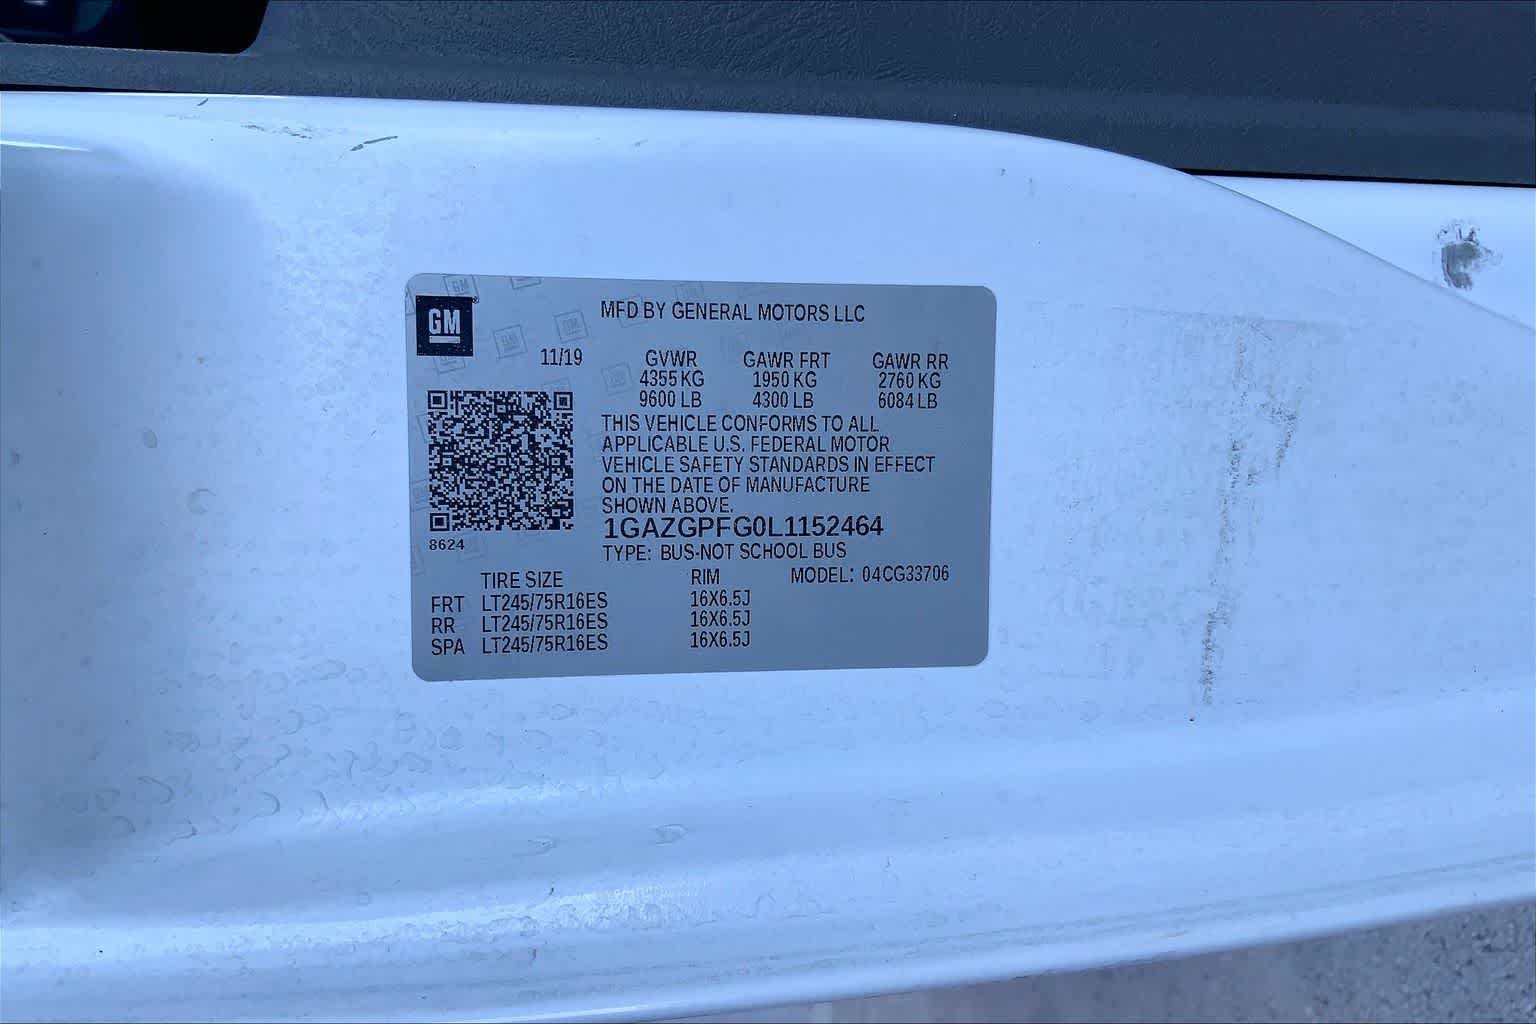 GM
MFD BY GENERAL MOTORS LLC
11/19 GVWR GAWR FRT GAWR RR
4355 KG 1950 KG 2760 KG
9600 LB 4300 LB 6084 LB
THIS VEHICLE CONFORMS TO ALL
APPLICABLE U.S. FEDERAL MOTOR
VEHICLE SAFETY STANDARDS IN EFFECT
ON THE DATE OF MANUFACTURE
SHOWN ABOVE.
1GAZGPFG0L1152464
8624
TYPE: BUS-NOT SCHOOL BUS
TIRE SIZE RIM MODEL: 04CG33706
FRT LT245/75R16ES 16X6.5J
RR LT245/75R16ES 16X6.5J
SPA LT245/75R16ES 16X6.5J